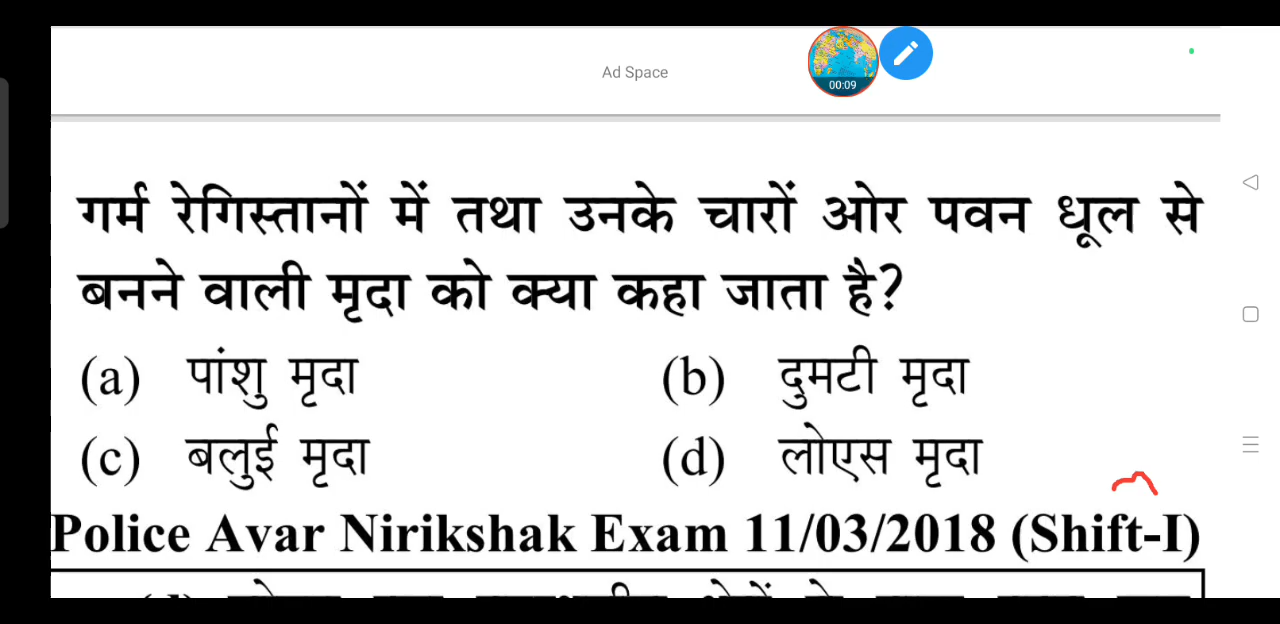 Ad Space
00:09
गर्म रेगिस्तानों में तथा उनके चारों ओर पवन धूल से
बनने वाली मृदा को क्या कहा जाता है?
(a) पांशु मृदा (b) दुमटी मृदा
(c) बलुई मृदा (d) लोएस मृदा
Police Avar Nirikshak Exam 11/03/2018 (Shift-I)